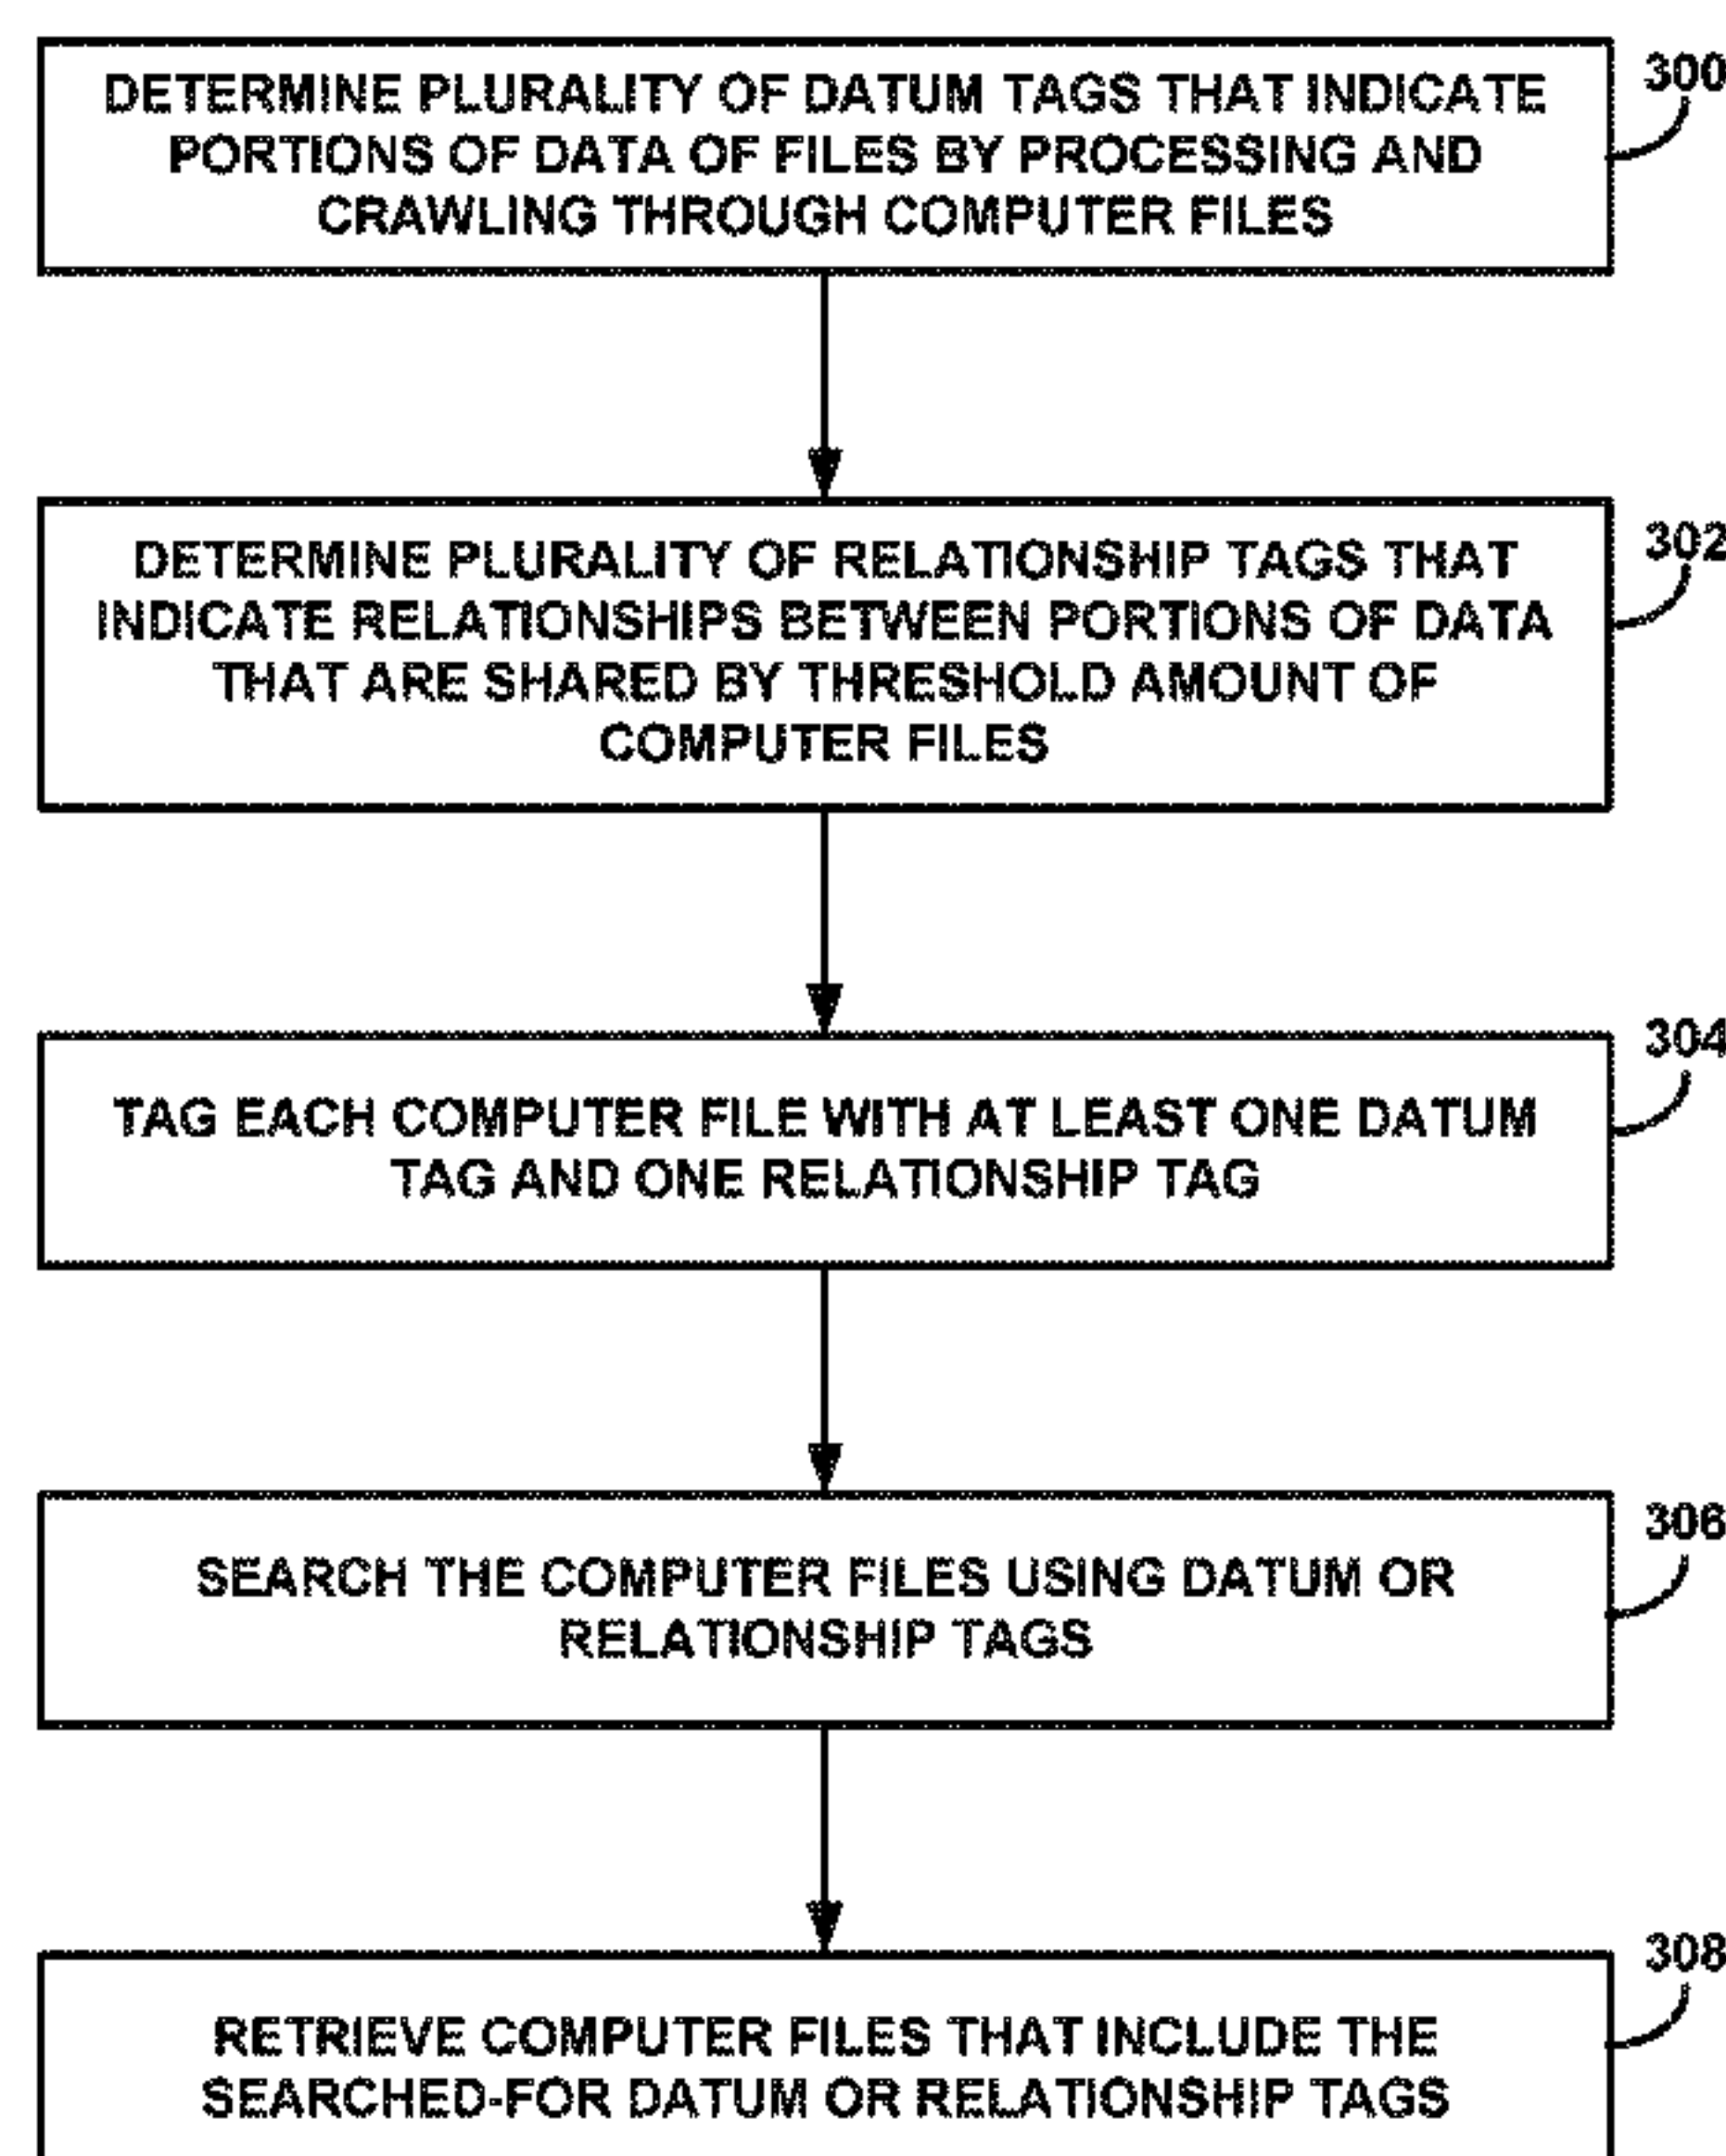 DETERMINE PLURALITY OF DATUM TAGS THAT INDICATE
PORTIONS OF DATA OF FILES BY PROCESSING AND
CRAWLING THROUGH COMPUTER FILES
300
DETERMINE PLURALITY OF RELATIONSHIP TAGS THAT
INDICATE RELATIONSHIPS BETWEEN PORTIONS OF DATA
THAT ARE SHARED BY THRESHOLD AMOUNT OF
COMPUTER FILES
302
TAG EACH COMPUTER FILE WITH AT LEAST ONE DATUM
TAG AND ONE RELATIONSHIP TAG
304
SEARCH THE COMPUTER FILES USING DATUM OR
RELATIONSHIP TAGS
306
RETRIEVE COMPUTER FILES THAT INCLUDE THE
SEARCHED-FOR DATUM OR RELATIONSHIP TAGS
308